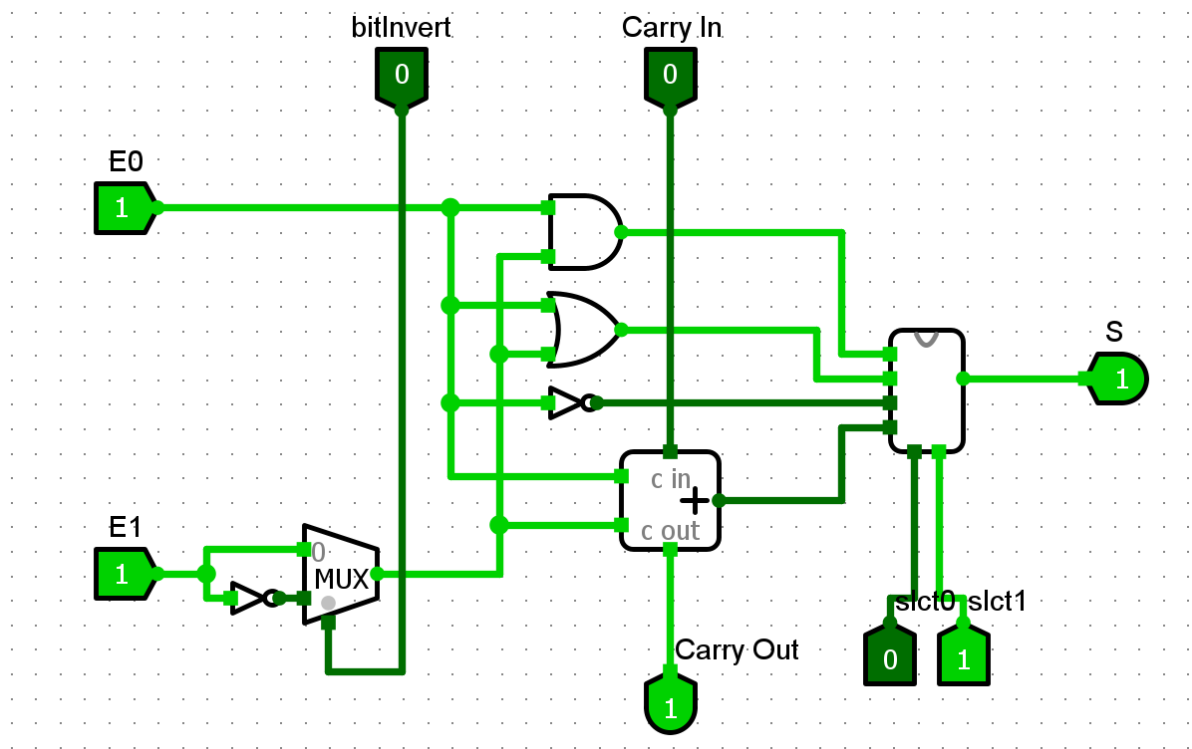 bitInvert Carry In
0 0
E0
1
S
1
c in
+
c out
E1
1
0
MUX
slct0 slct1
0 1
Carry Out
1